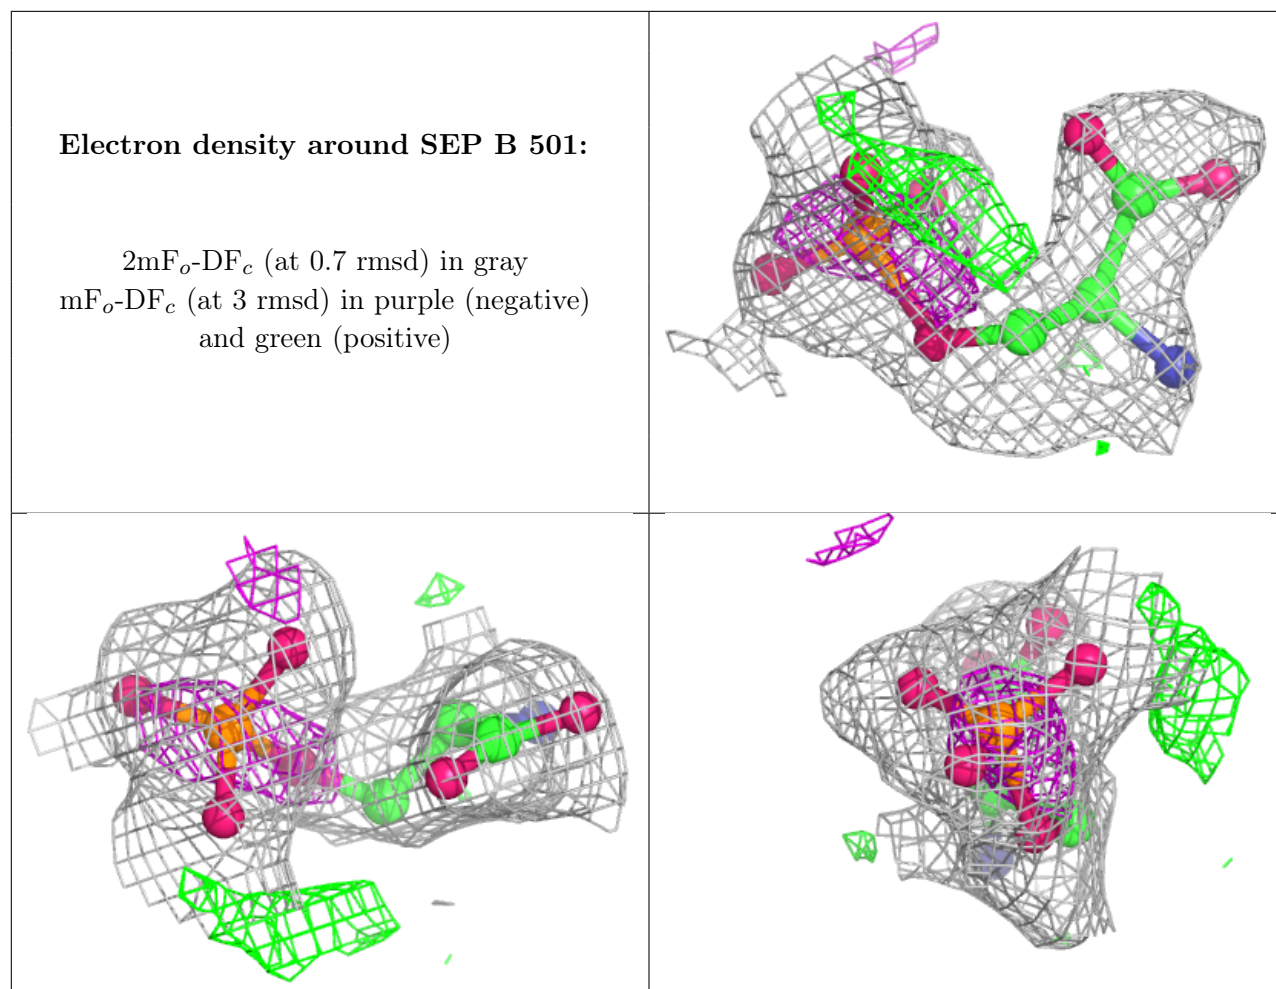 Electron density around SEP B 501:
2mFo-DFc (at 0.7 rmsd) in gray
mFo-DFc (at 3 rmsd) in purple (negative)
and green (positive)